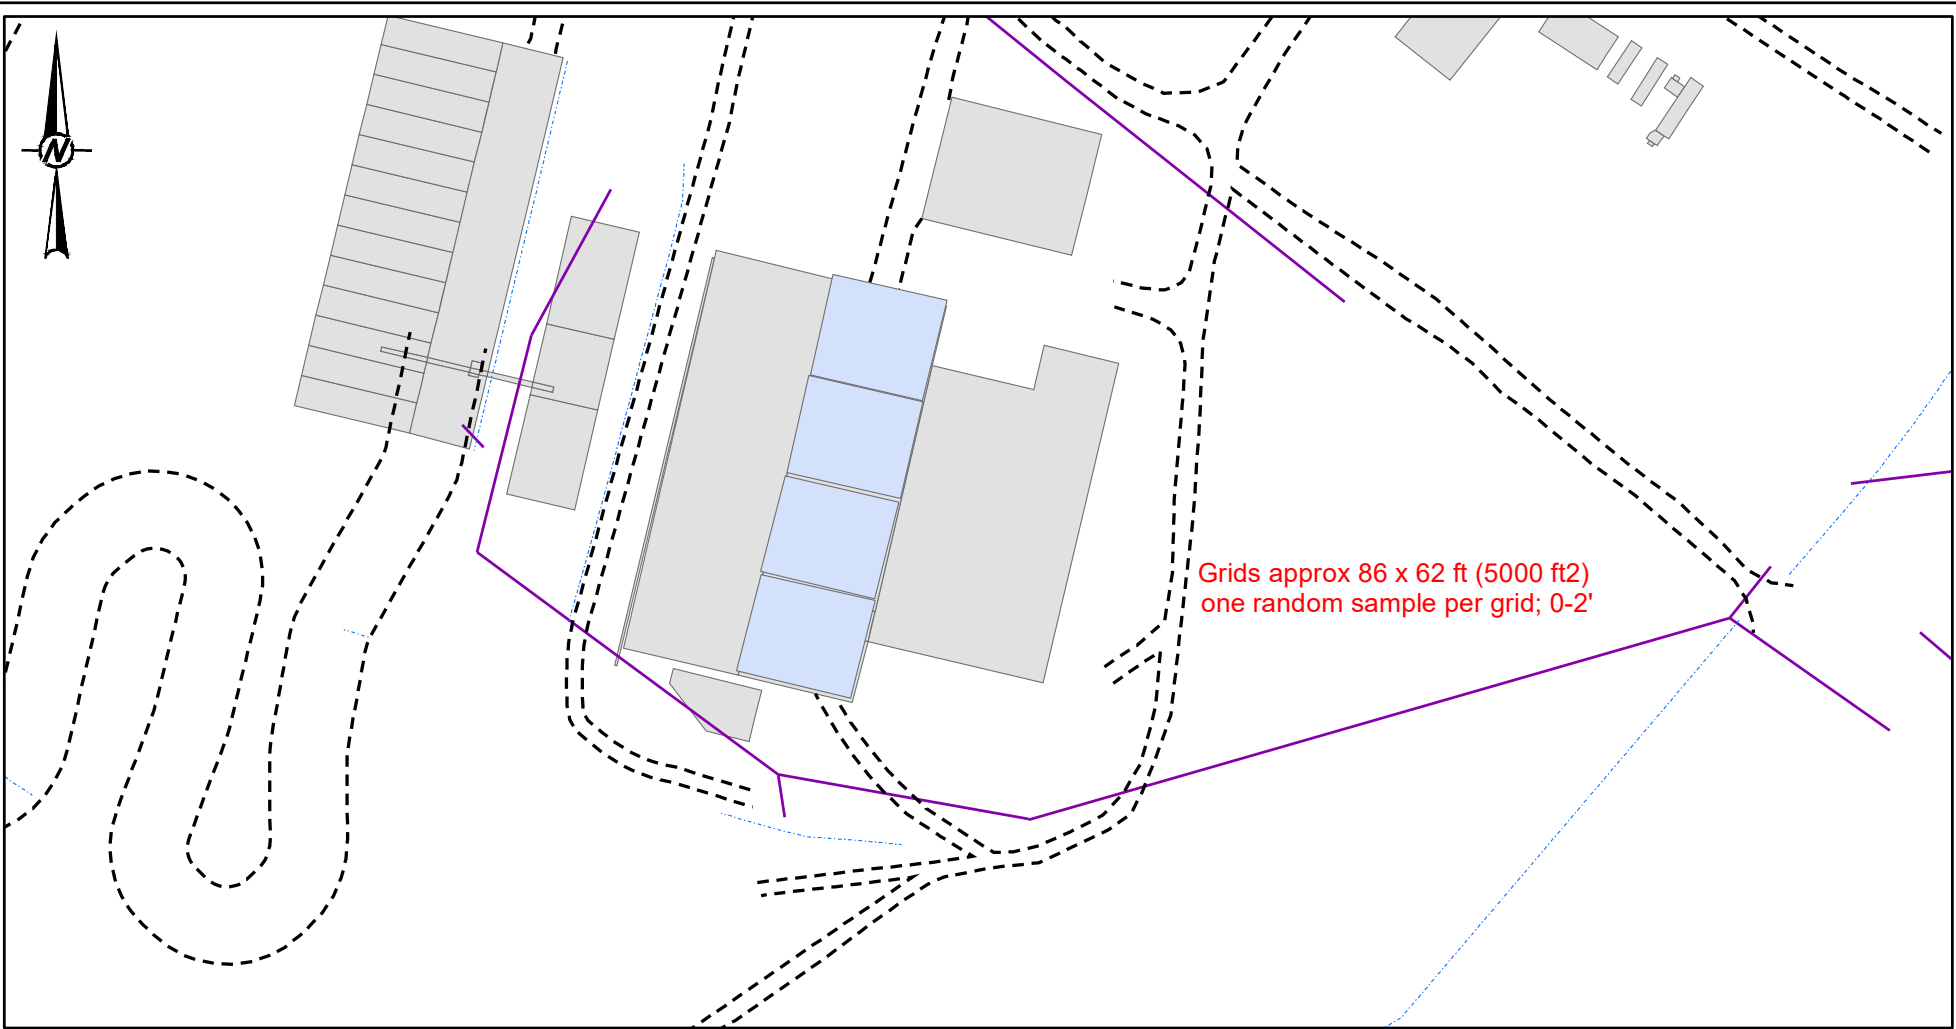 N
Grids approx 86 x 62 ft (5000 ft2)
one random sample per grid; 0-2'